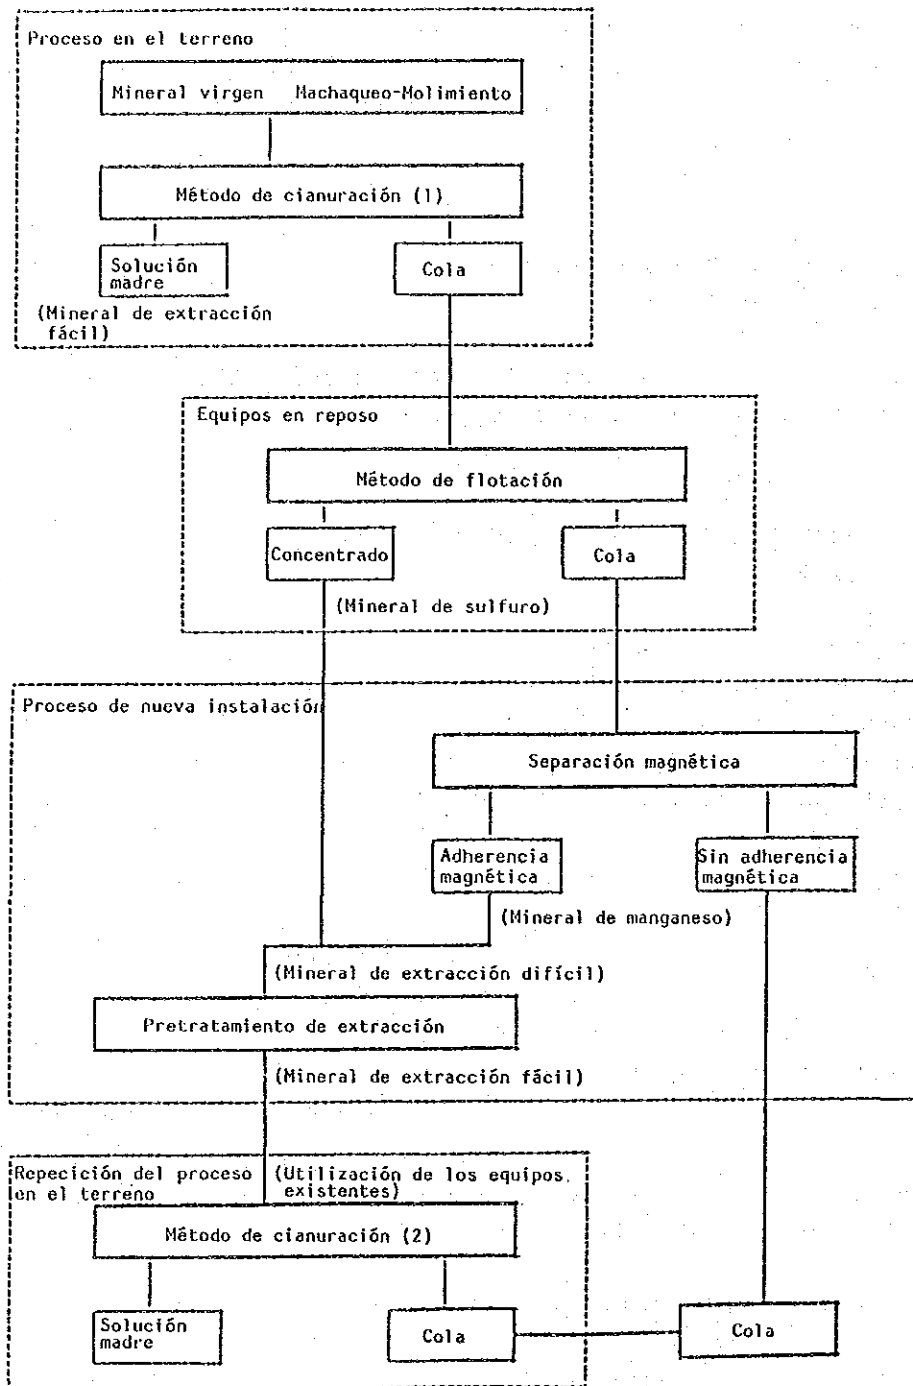 Proceso en el terreno
Mineral virgen Machaqueo-Molimiento
Método de cianuración (1)
Solución
madre
Cola
(Mineral de extracción
fácil)
Equipos en reposo
Método de flotación
Concentrado
Cola
(Mineral de sulfuro)
Proceso de nueva instalación
Separación magnética
Adherencia
magnética
Sin adherencia
magnética
(Mineral de manganeso)
(Mineral de extracción difícil)
Pretratamiento de extracción
(Mineral de extracción fácil)
Repecición del proceso
en el terreno
(Utilización de los equipos
existentes)
Método de cianuración (2)
Solución
madre
Cola
Cola